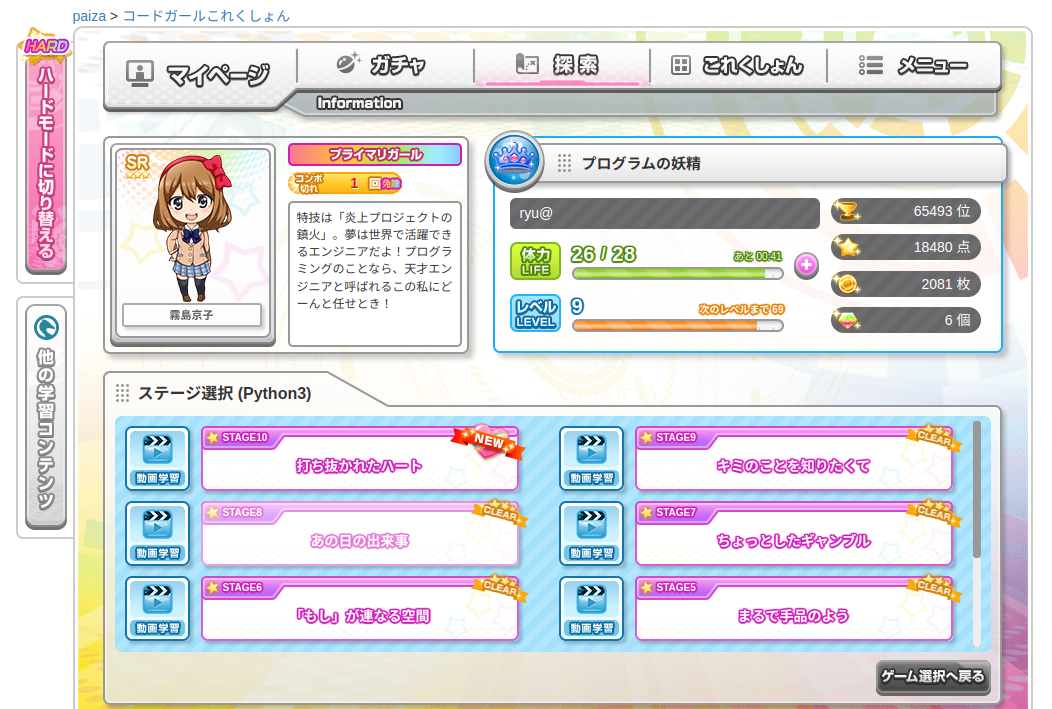 paiza > コードガールこれくしょん
HARD
ハードモードに切り替える
他の学習コンテンツ
マイページ
ガチャ
探索
これくしょん
メニュー
Information
SR
霧島京子
プライマリガール
コンボ切れ 1 回 免除
特技は「炎上プロジェクトの
鎮火」。夢は世界で活躍でき
るエンジニアだよ！プログラ
ミングのことなら、天才エン
ジニアと呼ばれるこの私にど
ーんと任せとき！
プログラムの妖精
ryu@
体力
LIFE
26 / 28
あと 00:41
レベル
LEVEL
9
次のレベルまで 69
65493 位
18480 点
2081 枚
6 個
ステージ選択 (Python3)
動画学習
STAGE10
NEW
打ち抜かれたハート
動画学習
STAGE9
CLEAR
キミのことを知りたくて
動画学習
STAGE8
CLEAR
あの日の出来事
動画学習
STAGE7
CLEAR
ちょっとしたギャンブル
動画学習
STAGE6
CLEAR
「もし」が連なる空間
動画学習
STAGE5
CLEAR
まるで手品のよう
ゲーム選択へ戻る